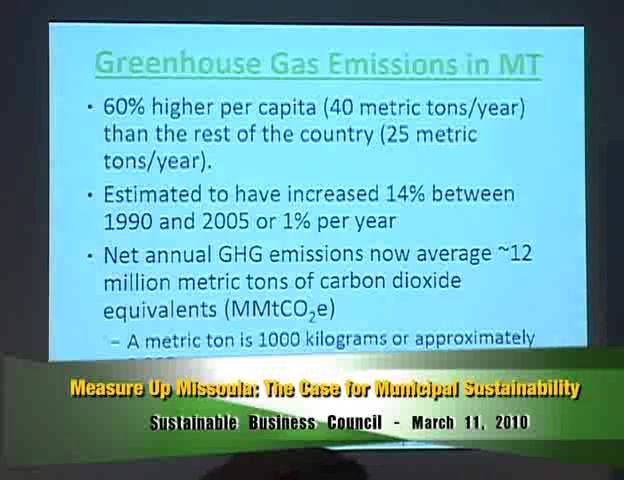 Greenhouse Gas Emissions in MT
• 60% higher per capita (40 metric tons/year)
than the rest of the country (25 metric
tons/year).
• Estimated to have increased 14% between
1990 and 2005 or 1% per year
• Net annual GHG emissions now average ~12
million metric tons of carbon dioxide
equivalents (MMtCO₂e)
– A metric ton is 1000 kilograms or approximately
Measure Up Missoula: The Case for Municipal Sustainability
Sustainable Business Council - March 11, 2010